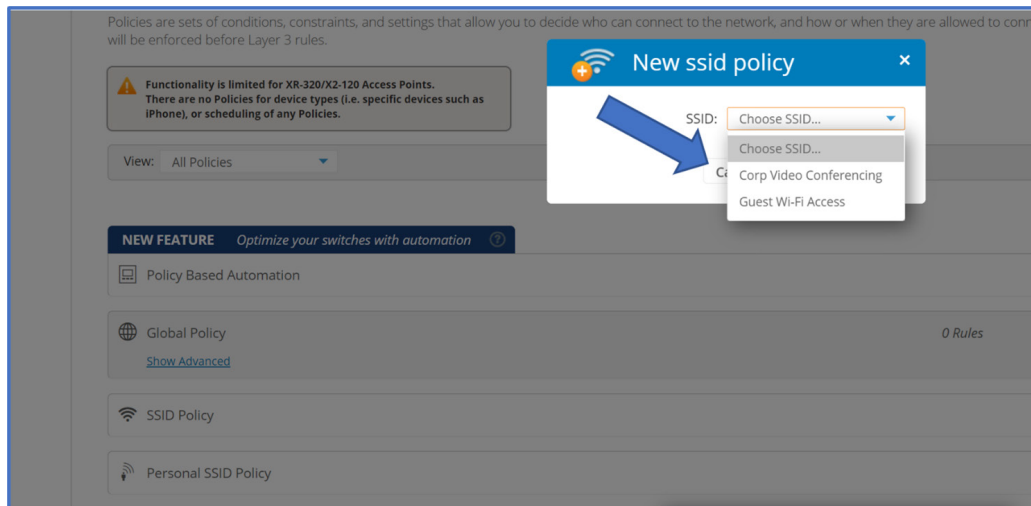 Policies are sets of conditions, constraints, and settings that allow you to decide who can connect to the network, and how or when they are allowed to
will be enforced before Layer 3 rules.
New ssid policy
Functionality is limited for XR-320/X2-120 Access Points.
There are no Policies for device types (i.e. specific devices such as
iPhone), or scheduling of any Policies.
SSID: Choose SSID...
Choose SSID...
Corp Video Conferencing
Guest Wi-Fi Access
View: All Policies
NEW FEATURE Optimize your switches with automation ?
Policy Based Automation
Global Policy 0 Rules
Show Advanced
SSID Policy
Personal SSID Policy